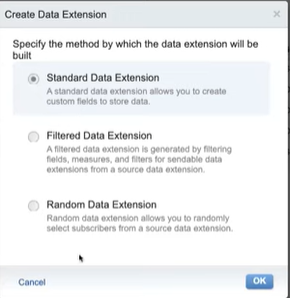 Create Data Extension
Specify the method by which the data extension will be
built
Standard Data Extension
A standard data extension allows you to create
custom fields to store data.
Filtered Data Extension
A filtered data extension is generated by filtering
fields, measures, and filters for sendable data
extensions from a source data extension.
Random Data Extension
Random data extension allows you to randomly
select subscribers from a source data extension.
Cancel
OK